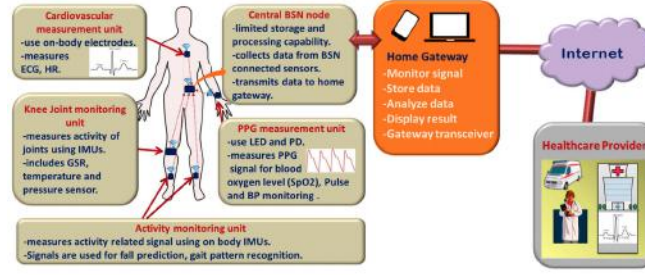 Cardiovascular
measurement unit
-use on-body electrodes.
-measures
ECG, HR.
Central BSN node
-limited storage and
processing capability.
-collects data from BSN
connected sensors.
-transmits data to home
gateway.
Home Gateway
-Monitor signal
-Store data
-Analyze data
-Display result
-Gateway transceiver
Internet
Knee Joint monitoring
unit
-measures activity of
joints using IMUs.
-includes GSR,
temperature and
pressure sensor.
PPG measurement unit
-use LED and PD.
-measures PPG
signal for blood
oxygen level (SpO2), Pulse
and BP monitoring .
Healthcare Provider
Activity monitoring unit
-measures activity related signal using on body IMUs.
-Signals are used for fall prediction, gait pattern recognition.